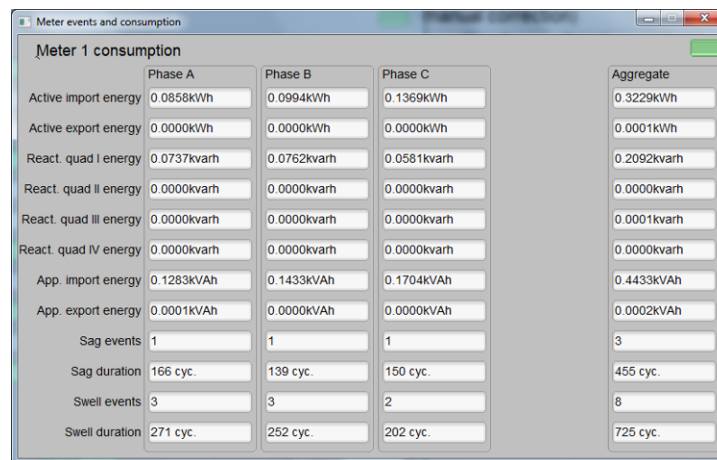 manual correction)
Meter events and consumption
Meter 1 consumption
Phase A Phase B Phase C Aggregate
Active import energy 0.0858kWh 0.0994kWh 0.1369kWh 0.3229kWh
Active export energy 0.0000kWh 0.0000kWh 0.0000kWh 0.0001kWh
React. quad I energy 0.0737kvarh 0.0762kvarh 0.0581kvarh 0.2092kvarh
React. quad II energy 0.0000kvarh 0.0000kvarh 0.0000kvarh 0.0000kvarh
React. quad III energy 0.0000kvarh 0.0000kvarh 0.0000kvarh 0.0001kvarh
React. quad IV energy 0.0000kvarh 0.0000kvarh 0.0000kvarh 0.0000kvarh
App. import energy 0.1283kVAh 0.1433kVAh 0.1704kVAh 0.4433kVAh
App. export energy 0.0001kVAh 0.0000kVAh 0.0000kVAh 0.0002kVAh
Sag events 1 1 1 3
Sag duration 166 cyc. 139 cyc. 150 cyc. 455 cyc.
Swell events 3 3 2 8
Swell duration 271 cyc. 252 cyc. 202 cyc. 725 cyc.